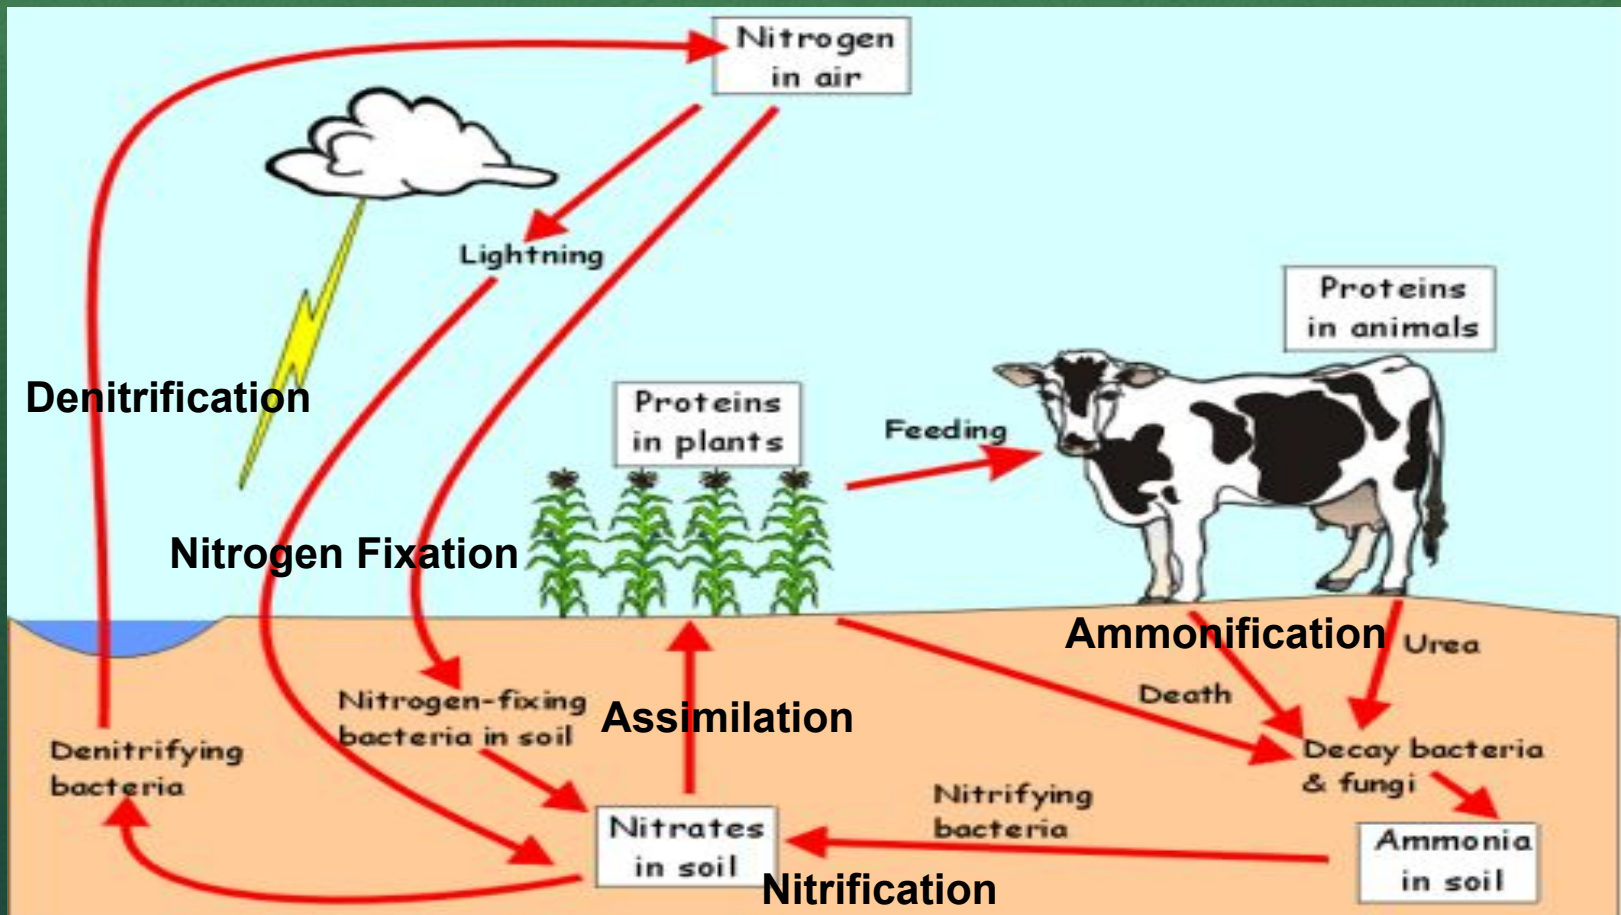 Nitrogen
in air
Lightning
Proteins
in animals
Denitrification
Proteins
in plants
Feeding
Nitrogen Fixation
Ammonification
Urea
Nitrogen-fixing
bacteria in soil
Assimilation
Death
Denitrifying
bacteria
Decay bacteria
& fungi
Nitrifying
bacteria
Nitrates
in soil
Ammonia
in soil
Nitrification